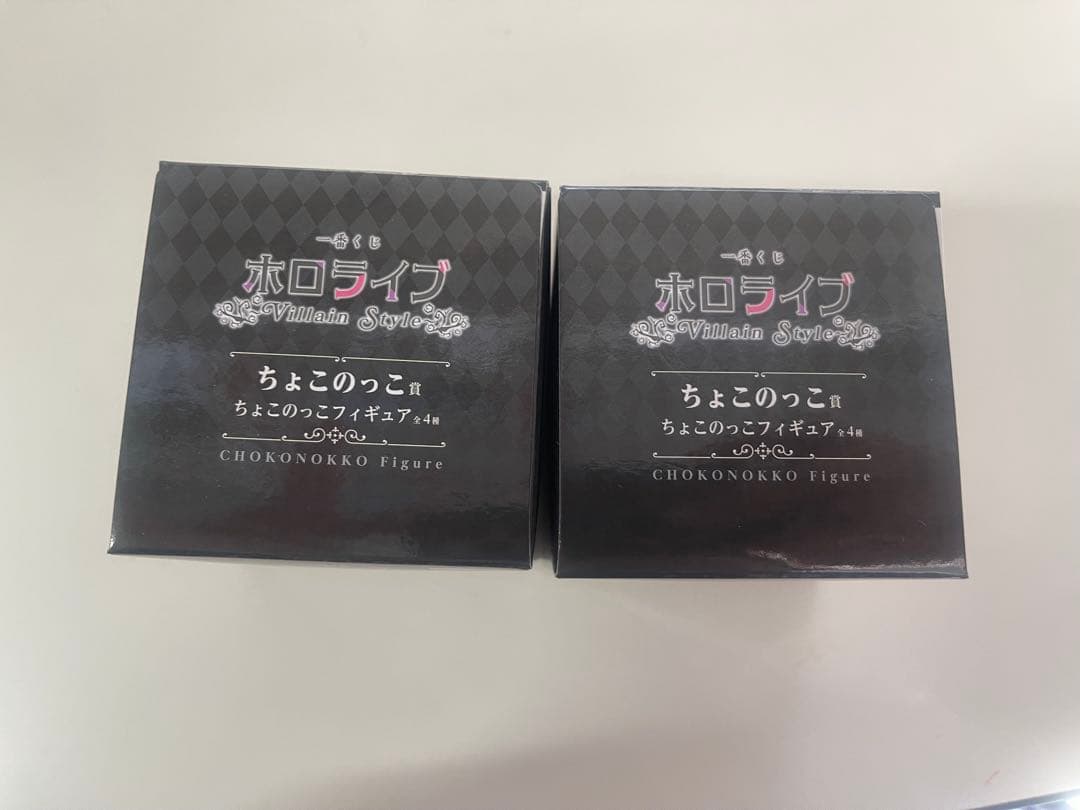 一番くじ
ホロライブ
Villain Style
ちょこのっこ賞
ちょこのっこフィギュア全4種
CHOKONOKKO Figure
一番くじ
ホロライブ
Villain Style
ちょこのっこ賞
ちょこのっこフィギュア全4種
CHOKONOKKO Figure